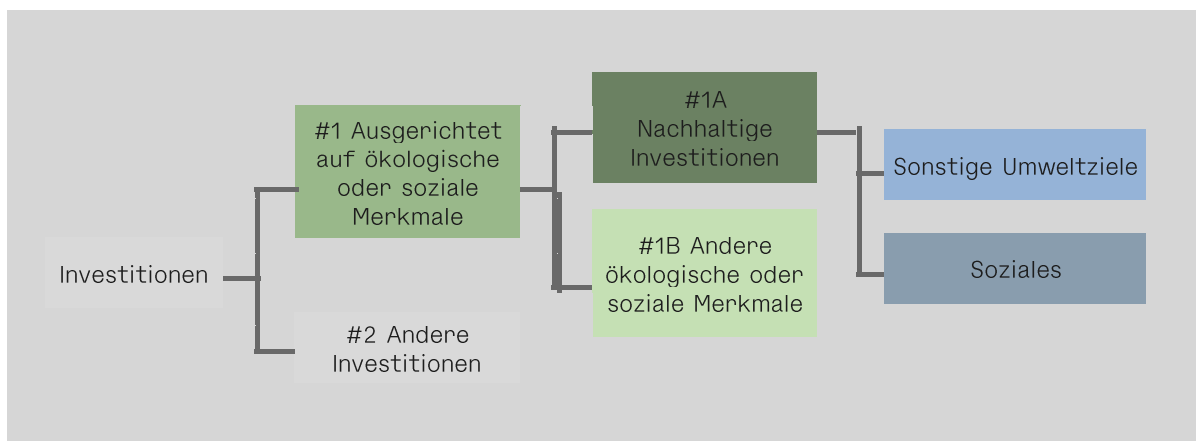 Investitionen
#1 Ausgerichtet
auf ökologische
oder soziale
Merkmale
#2 Andere
Investitionen
#1A
Nachhaltige
Investitionen
#1B Andere
ökologische oder
soziale Merkmale
Sonstige Umweltziele
Soziales